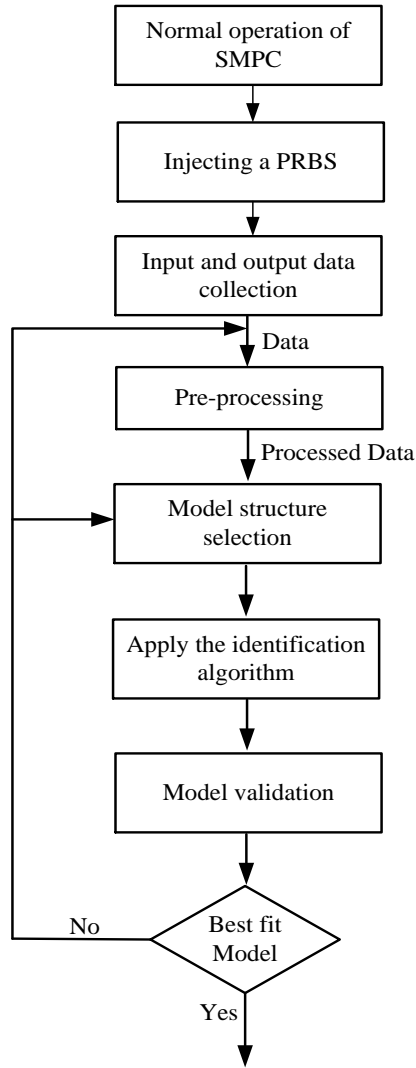 Normal operation of
SMPC
Injecting a PRBS
Input and output data
collection
Data
Pre-processing
Processed Data
Model structure
selection
Apply the identification
algorithm
Model validation
Best fit
Model
No
Yes